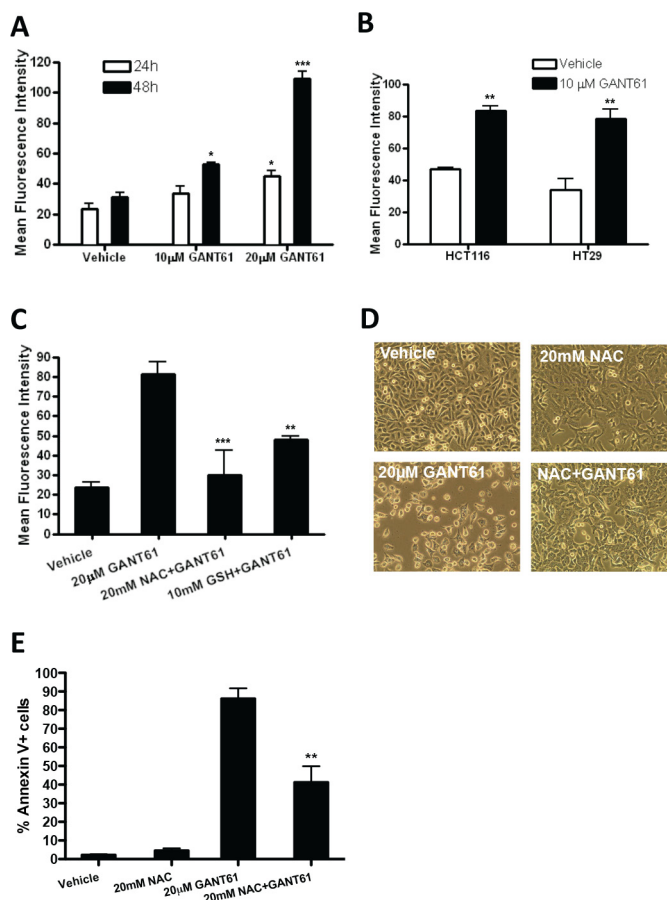 A
Mean Fluorescence Intensity
24h
48h
120
100
80
60
40
20
0
*
*
***
Vehicle
10μM GANT61
20μM GANT61
B
Mean Fluorescence Intensity
Vehicle
10 μM GANT61
100
80
60
40
20
0
**
**
HCT116
HT29
C
Mean Fluorescence Intensity
90
80
70
60
50
40
30
20
10
0
***
**
Vehicle
20μM GANT61
20mM NAC+GANT61
10mM GSH+GANT61
D
Vehicle
20mM NAC
20μM GANT61
NAC+GANT61
E
% Annexin V+ cells
100
90
80
70
60
50
40
30
20
10
0
**
Vehicle
20mM NAC
20μM GANT61
20mM NAC+GANT61